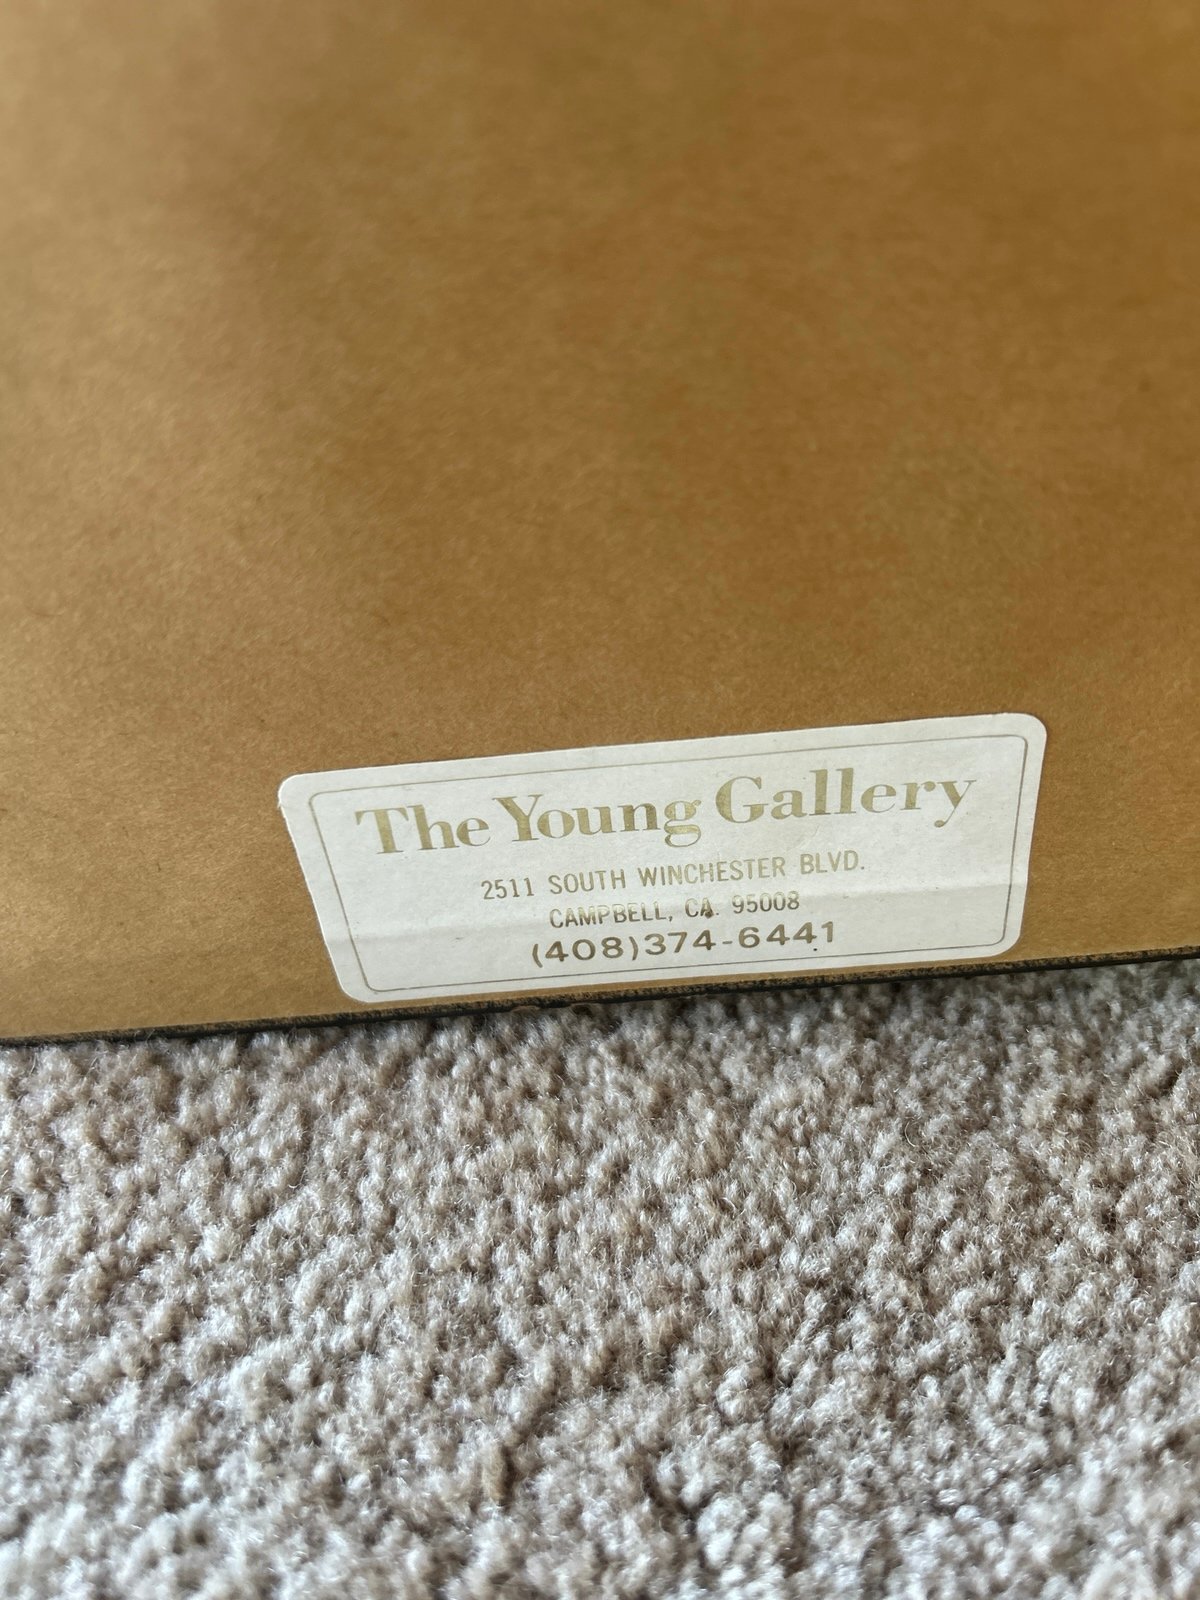 The Young Gallery
2511 SOUTH WINCHESTER BLVD.
CAMPBELL, CA. 95008
(408)374-6441